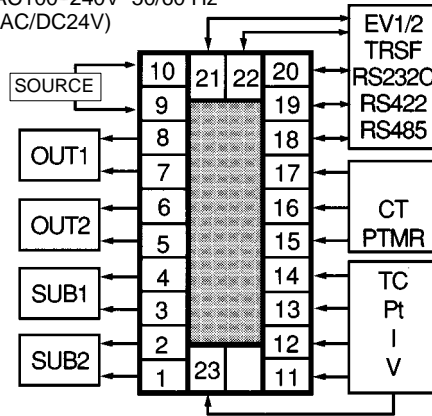 AC100-240V 50/60 Hz
AC/DC24V)
EV1/2
TRSF
RS232C
RS422
RS485
SOURCE
10
21
22
20
9
19
OUT1
8
18
7
17
OUT2
6
16
CT
5
15
PTMR
SUB1
4
14
TC
3
13
Pt
SUB2
2
12
I
1
23
11
V